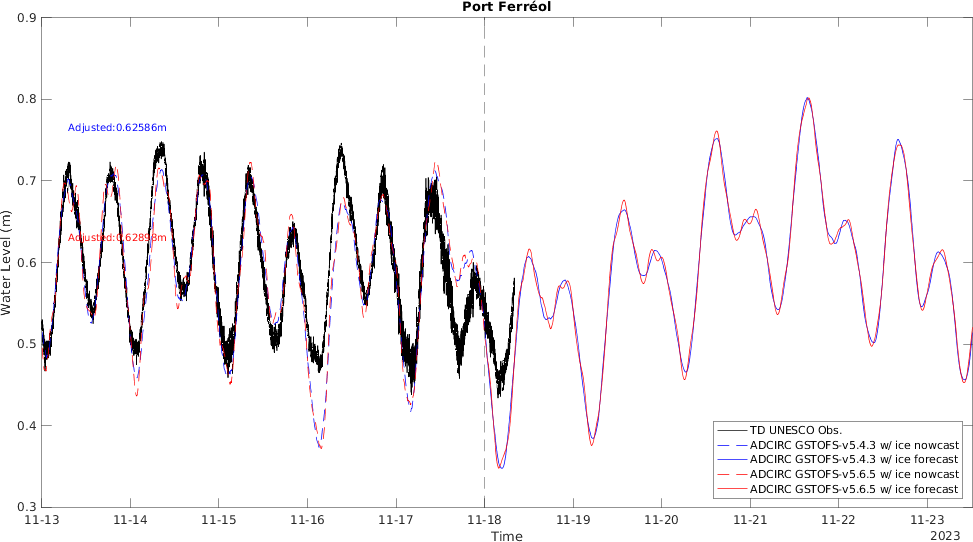 Port Ferréol
0.9
0.8
0.7
0.6
0.5
0.4
0.3
Water Level (m)
Adjusted:0.62586m
Adjusted:0.62898m
TD UNESCO Obs.
ADCIRC GSTOFS-v5.4.3 w/ ice nowcast
ADCIRC GSTOFS-v5.4.3 w/ ice forecast
ADCIRC GSTOFS-v5.6.5 w/ ice nowcast
ADCIRC GSTOFS-v5.6.5 w/ ice forecast
11-13 11-14 11-15 11-16 11-17 11-18 11-19 11-20 11-21 11-22 11-23
Time
2023